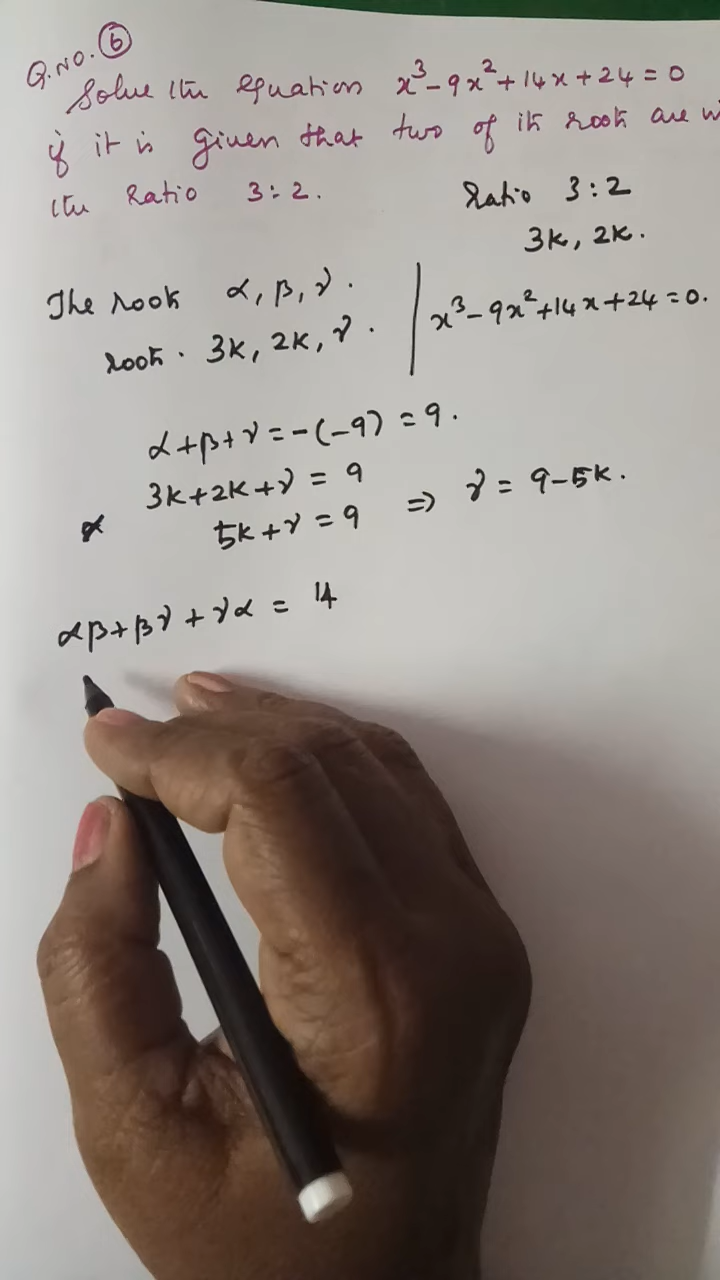 Q.NO. ⑥
Solve the equation x³-9x²+14x+24=0
if it is given that two of its roots are
the Ratio 3:2.
Ratio 3:2
3k, 2k.
The roots α, β, γ.
roots. 3k, 2k, γ.
x³-9x²+14x+24=0.
α+β+γ=-(-9) = 9.
3k+2k+γ = 9
5k+γ = 9 ⇒ γ = 9-5k.
αβ+βγ+γα = 14